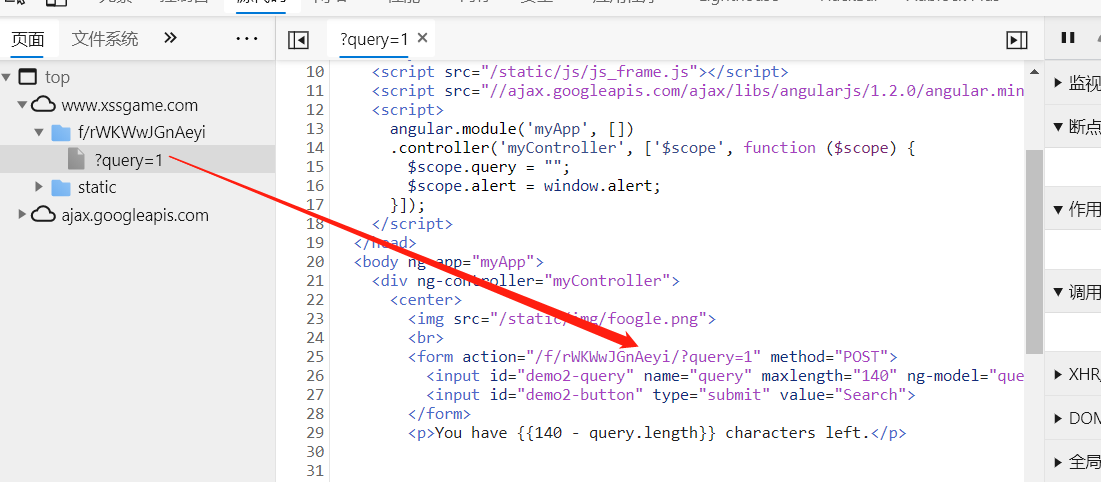 源代码
Lighthouse
页面
文件系统
?query=1
top
www.xssgame.com
f/rWKWwJGnAeyi
?query=1
static
ajax.googleapis.com
10 <script src="/static/js/js_frame.js"></script>
11 <script src="//ajax.googleapis.com/ajax/libs/angularjs/1.2.0/angular.min
12 <script>
13 angular.module('myApp', [])
14 .controller('myController', ['$scope', function ($scope) {
15 $scope.query = "";
16 $scope.alert = window.alert;
17 }]);
18 </script>
19 </head>
20 <body ng-app="myApp">
21 <div ng-controller="myController">
22 <center>
23 <img src="/static/img/foogle.png">
24 <br>
25 <form action="/f/rWKWwJGnAeyi/?query=1" method="POST">
26 <input id="demo2-query" name="query" maxlength="140" ng-model="que
27 <input id="demo2-button" type="submit" value="Search">
28 </form>
29 <p>You have {{140 - query.length}} characters left.</p>
30
31
监视
断点
作用
调用
XHR
DOM
全局